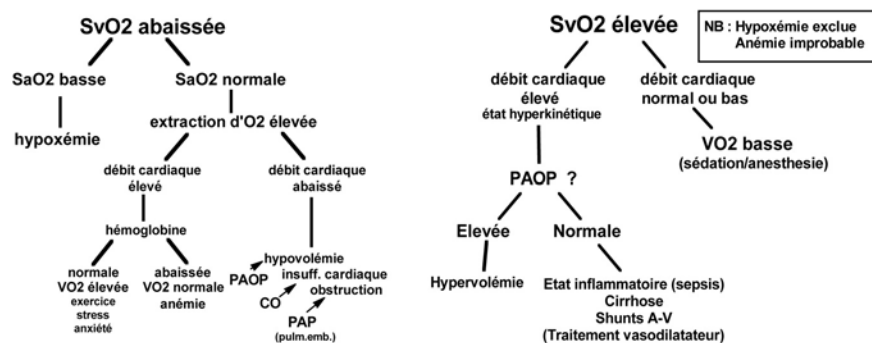 SvO2 abaissée
SaO2 basse
SaO2 normale
hypoxémie
extraction d'O2 élevée
débit cardiaque
élevé
débit cardiaque
abaissé
hémoglobine
normale
VO2 élevée
exercice
stress
anxiété
abaissée
VO2 normale
anémie
hypovolémie
PAOP
insuff. cardiaque
CO
obstruction
PAP
(pulm.emb.)
SvO2 élevée
NB : Hypoxémie exclue
Anémie improbable
débit cardiaque
élevé
état hyperkinétique
débit cardiaque
normal ou bas
VO2 basse
(sédation/anesthesie)
PAOP ?
Elevée
Normale
Hypervolémie
Etat inflammatoire (sepsis)
Cirrhose
Shunts A-V
(Traitement vasodilatateur)